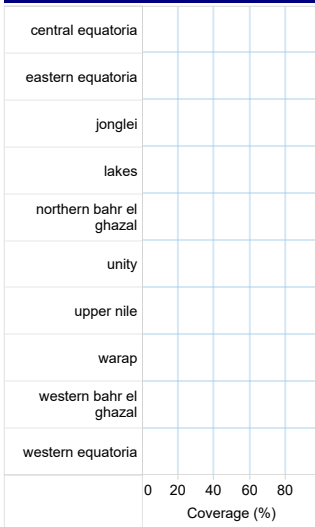 central equatoria
eastern equatoria
jonglei
lakes
northern bahr el
ghazal
unity
upper nile
warap
western bahr el
ghazal
western equatoria
0 20 40 60 80
Coverage (%)